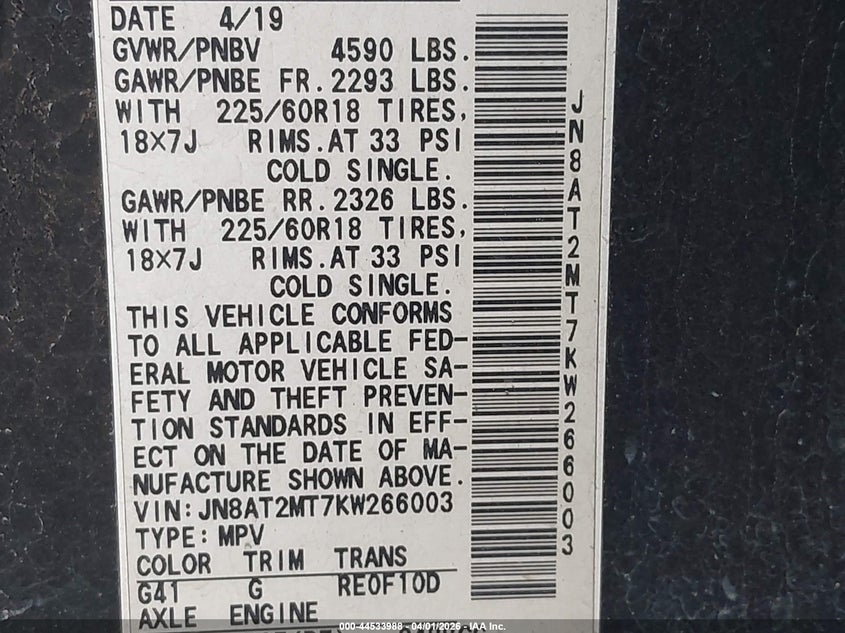 DATE 4/19
GVWR/PNBV 4590 LBS.
GAWR/PNBE FR.2293 LBS.
WITH 225/60R18 TIRES,
18X7J RIMS.AT 33 PSI
COLD SINGLE.
GAWR/PNBE RR.2326 LBS.
WITH 225/60R18 TIRES,
18X7J RIMS.AT 33 PSI
COLD SINGLE.
THIS VEHICLE CONFORMS
TO ALL APPLICABLE FED-
ERAL MOTOR VEHICLE SA-
FETY AND THEFT PREVEN-
TION STANDARDS IN EFF-
ECT ON THE DATE OF MA-
NUFACTURE SHOWN ABOVE.
VIN:JN8AT2MT7KW266003
TYPE:MPV
COLOR TRIM TRANS
G41 G RE0F10D
AXLE ENGINE
JN8AT2MT7KW266003
000-44533988 - 04/01/2026 - IAA Inc.